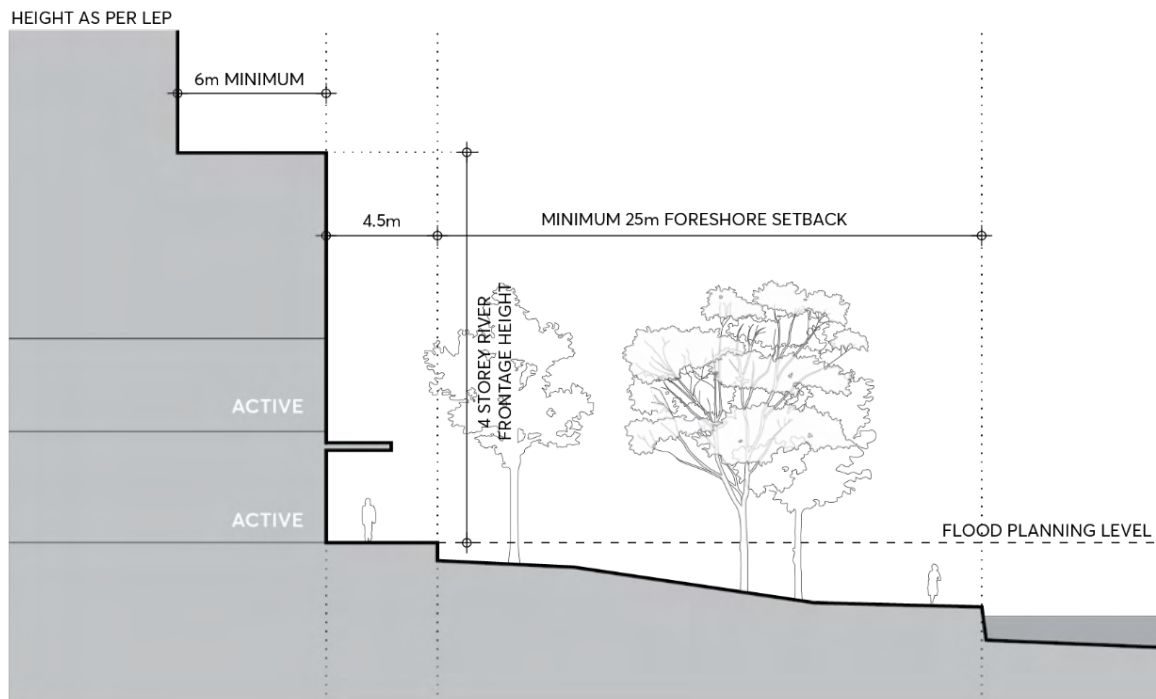 HEIGHT AS PER LEP
6m MINIMUM
4.5m
MINIMUM 25m FORESHORE SETBACK
4 STOREY RIVER
FRONTAGE HEIGHT
ACTIVE
ACTIVE
FLOOD PLANNING LEVEL